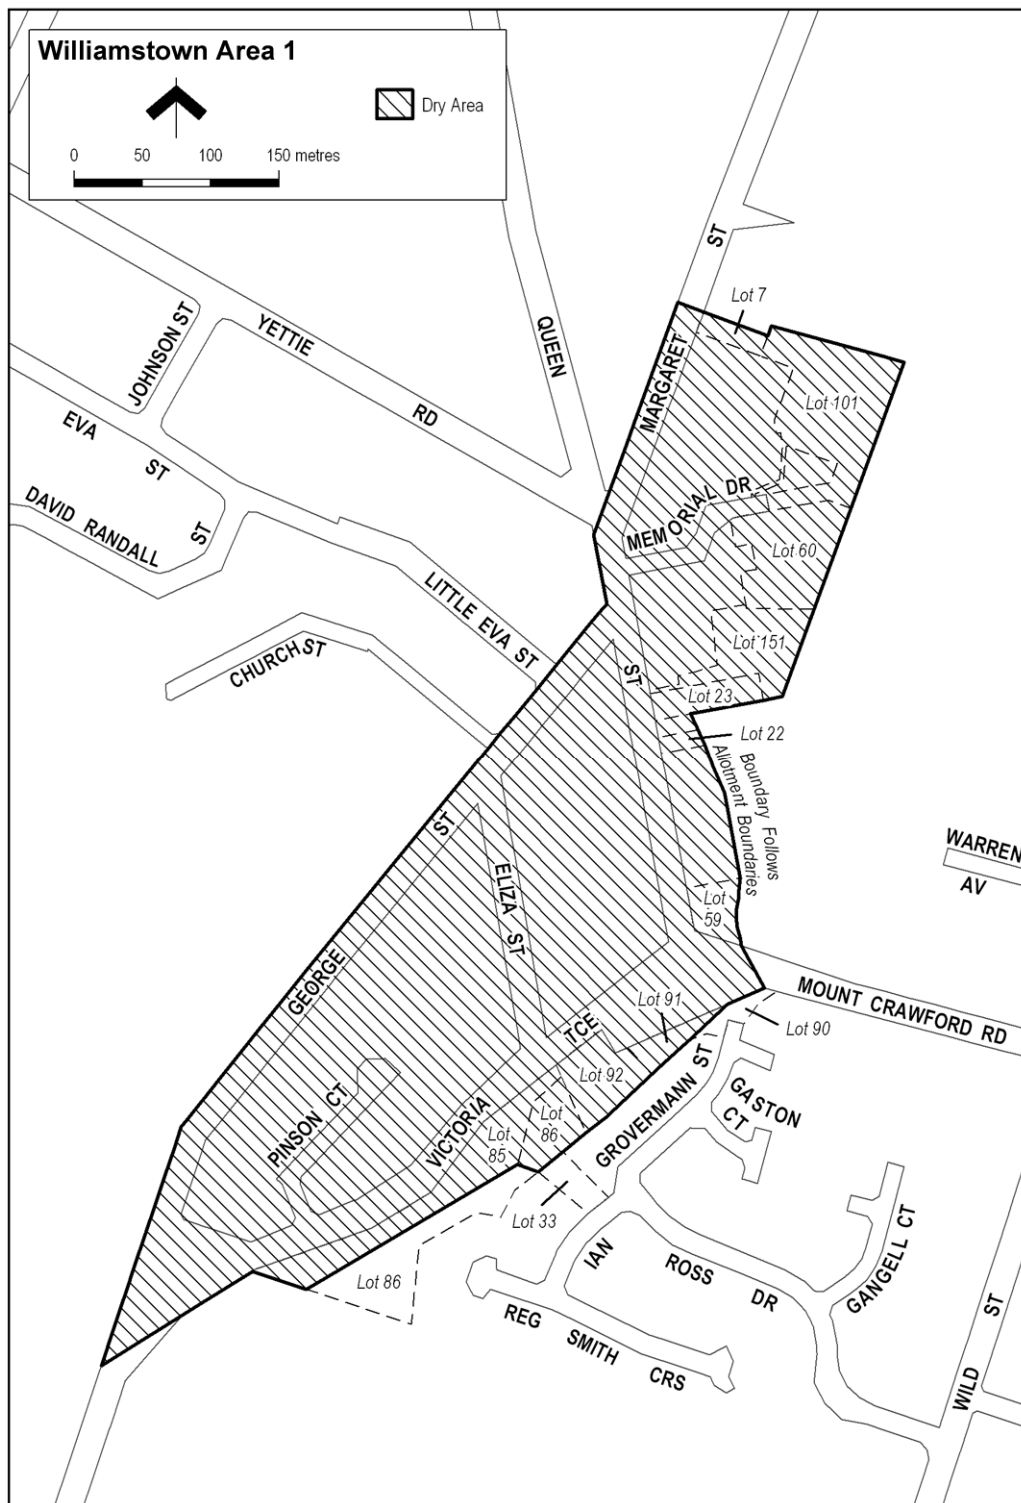 Williamstown Area 1
Dry Area
0 50 100 150 metres
ST
Lot 7
JOHNSON ST
YETTIE
RD
QUEEN
MARGARET
Lot 101
EVA
ST
DAVID RANDALL
ST
MEMORIAL DR
Lot 60
LITTLE EVA ST
CHURCH ST
Lot 151
ST
Lot 23
Lot 22
Boundary Follows
Allotment Boundaries
WARREN
AV
ST
ELIZA ST
Lot
59
GEORGE
MOUNT CRAWFORD RD
Lot 91
Lot 90
TCE
Lot 92
GROVERMANN ST
GASTON
CT
PINSON CT
VICTORIA
Lot
86
Lot
85
Lot 33
IAN
ROSS
DR
GANGELL CT
Lot 86
REG
SMITH
CRS
WILD
ST